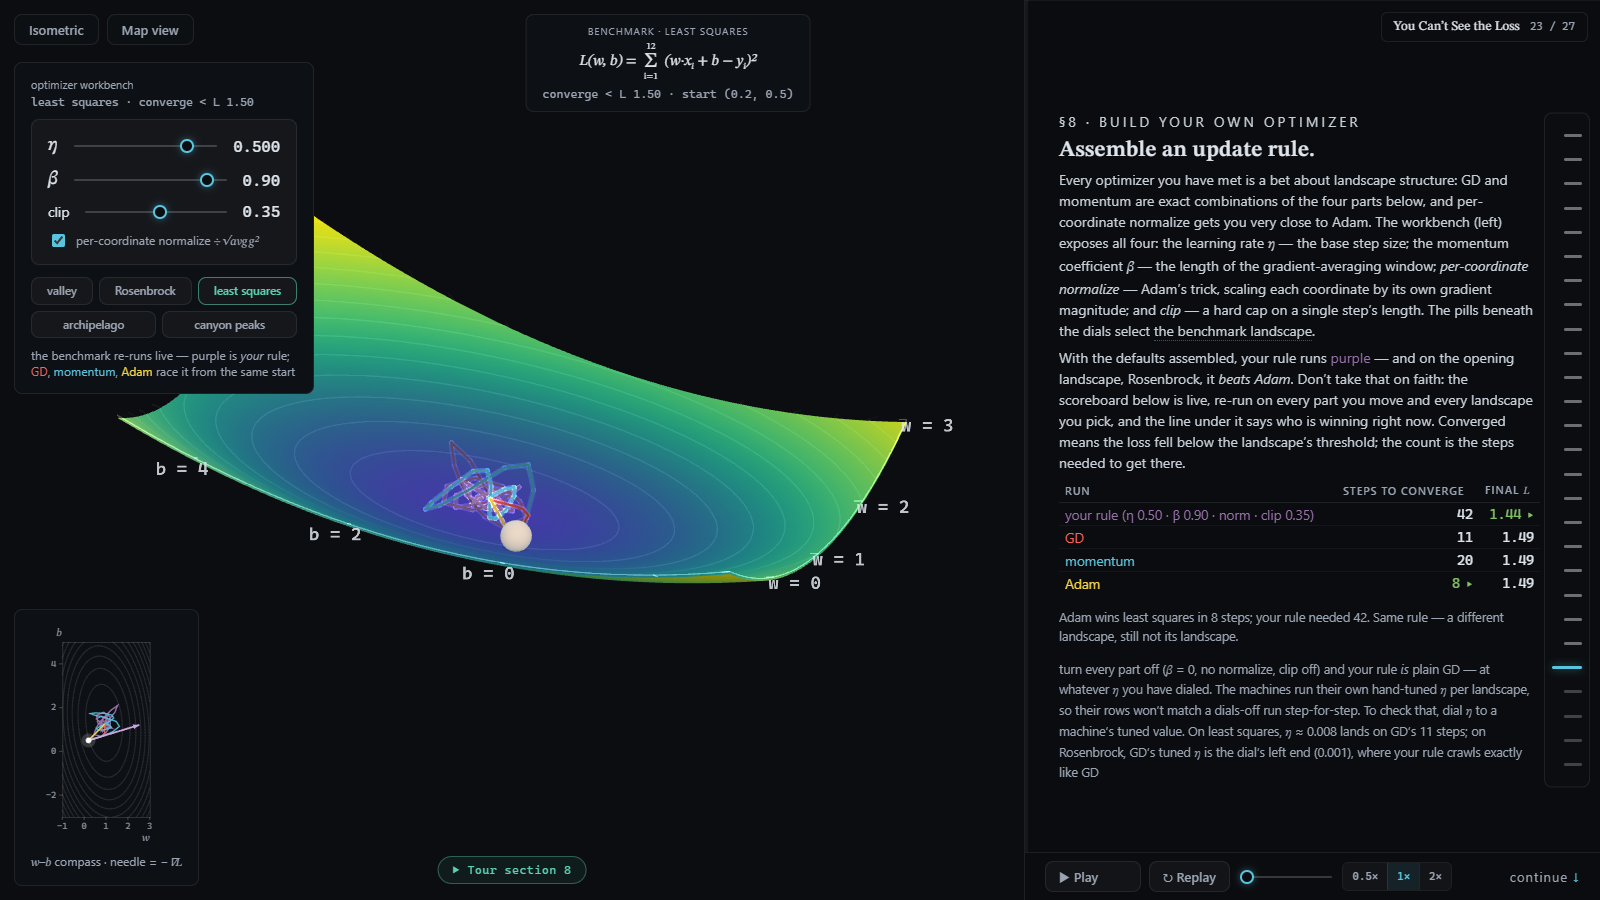 Isometric
Map view
optimizer workbench
least squares · converge < L 1.50
η 0.500
β 0.90
clip 0.35
per-coordinate normalize ÷√avgg²
valley
Rosenbrock
least squares
archipelago
canyon peaks
the benchmark re-runs live — purple is your rule;
GD, momentum, Adam race it from the same start
BENCHMARK · LEAST SQUARES
L(w, b) = 12 Σ i=1 (w·xᵢ + b − yᵢ)²
converge < L 1.50 · start (0.2, 0.5)
w = 3
w = 2
w = 1
w = 0
b = 4
b = 2
b = 0
b
4
2
0
−2
−1 0 1 2 3
w
w–b compass · needle = − ∇L
▶ Tour section 8
You Can't See the Loss 23 / 27
§8 · BUILD YOUR OWN OPTIMIZER
Assemble an update rule.
Every optimizer you have met is a bet about landscape structure: GD and
momentum are exact combinations of the four parts below, and per-
coordinate normalize gets you very close to Adam. The workbench (left)
exposes all four: the learning rate η — the base step size; the momentum
coefficient β — the length of the gradient-averaging window; per-coordinate
normalize — Adam's trick, scaling each coordinate by its own gradient
magnitude; and clip — a hard cap on a single step's length. The pills beneath
the dials select the benchmark landscape.
With the defaults assembled, your rule runs purple — and on the opening
landscape, Rosenbrock, it beats Adam. Don't take that on faith: the
scoreboard below is live, re-run on every part you move and every landscape
you pick, and the line under it says who is winning right now. Converged
means the loss fell below the landscape's threshold; the count is the steps
needed to get there.
RUN STEPS TO CONVERGE FINAL L
your rule (η 0.50 · β 0.90 · norm · clip 0.35) 42 1.44 ▸
GD 11 1.49
momentum 20 1.49
Adam 8 ▸ 1.49
Adam wins least squares in 8 steps; your rule needed 42. Same rule — a different
landscape, still not its landscape.
turn every part off (β = 0, no normalize, clip off) and your rule is plain GD — at
whatever η you have dialed. The machines run their own hand-tuned η per landscape,
so their rows won't match a dials-off run step-for-step. To check that, dial η to a
machine's tuned value. On least squares, η ≈ 0.008 lands on GD's 11 steps; on
Rosenbrock, GD's tuned η is the dial's left end (0.001), where your rule crawls exactly
like GD
▶ Play
↻ Replay
0.5× 1× 2×
continue ↓